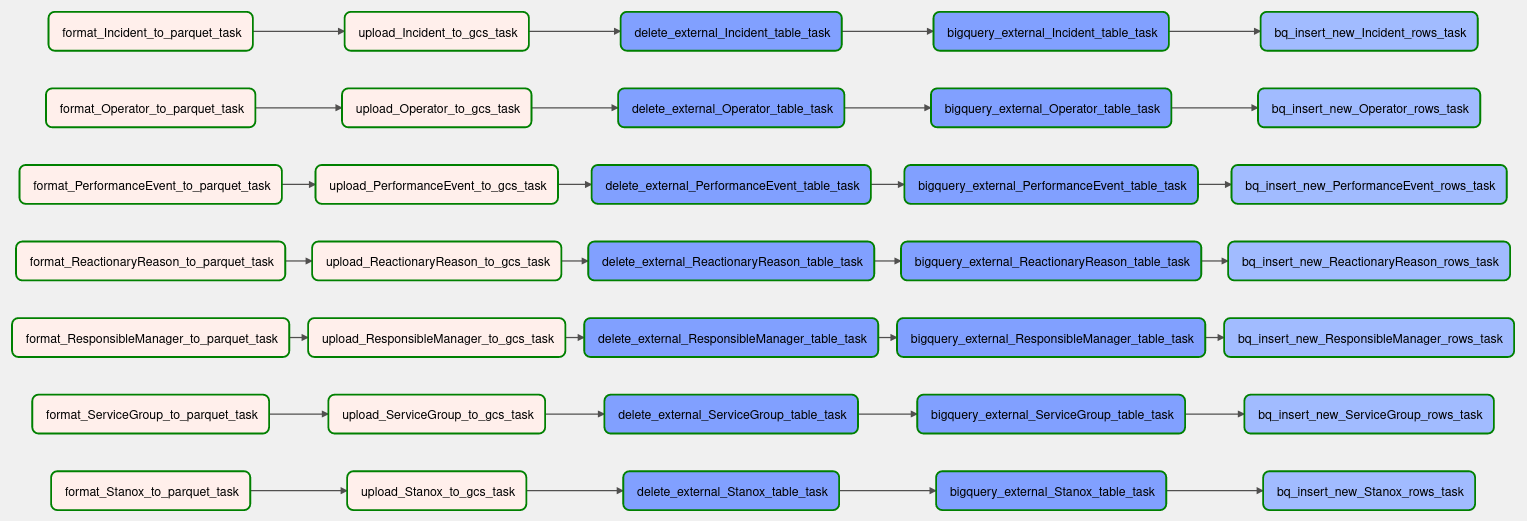 format_Incident_to_parquet_task upload_Incident_to_gcs_task delete_external_Incident_table_task bigquery_external_Incident_table_task bq_insert_new_Incident_rows_task
format_Operator_to_parquet_task upload_Operator_to_gcs_task delete_external_Operator_table_task bigquery_external_Operator_table_task bq_insert_new_Operator_rows_task
format_PerformanceEvent_to_parquet_task upload_PerformanceEvent_to_gcs_task delete_external_PerformanceEvent_table_task bigquery_external_PerformanceEvent_table_task bq_insert_new_PerformanceEvent_rows_task
format_ReactionaryReason_to_parquet_task upload_ReactionaryReason_to_gcs_task delete_external_ReactionaryReason_table_task bigquery_external_ReactionaryReason_table_task bq_insert_new_ReactionaryReason_rows_task
format_ResponsibleManager_to_parquet_task upload_ResponsibleManager_to_gcs_task delete_external_ResponsibleManager_table_task bigquery_external_ResponsibleManager_table_task bq_insert_new_ResponsibleManager_rows_task
format_ServiceGroup_to_parquet_task upload_ServiceGroup_to_gcs_task delete_external_ServiceGroup_table_task bigquery_external_ServiceGroup_table_task bq_insert_new_ServiceGroup_rows_task
format_Stanox_to_parquet_task upload_Stanox_to_gcs_task delete_external_Stanox_table_task bigquery_external_Stanox_table_task bq_insert_new_Stanox_rows_task